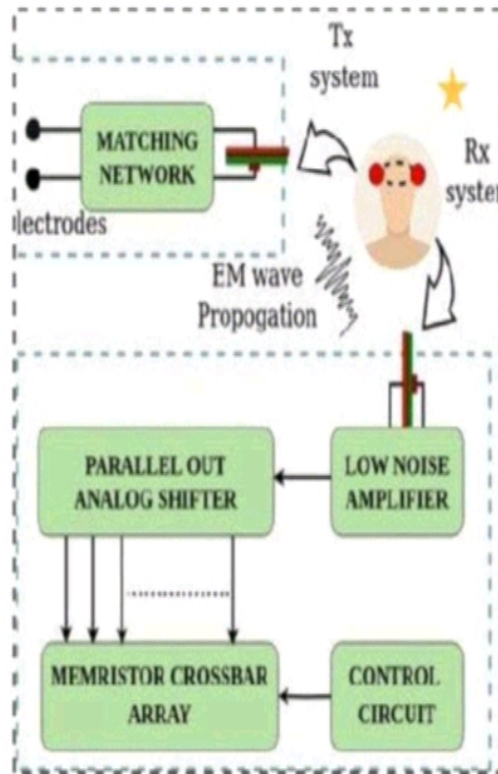 Tx
system
Rx
system
MATCHING
NETWORK
lectrodes
EM wave
Propogation
PARALLEL OUT
ANALOG SHIFTER
LOW NOISE
AMPLIFIER
MEMRISTOR CROSSBAR
ARRAY
CONTROL
CIRCUIT